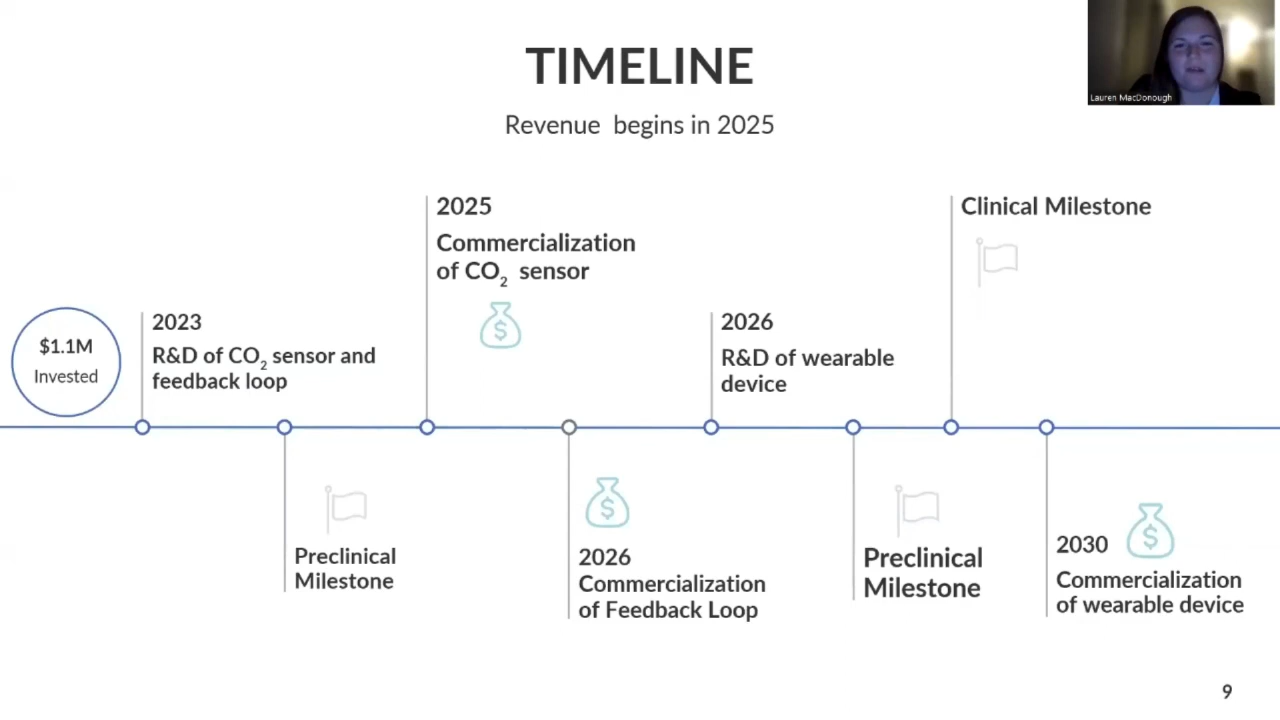 TIMELINE
Revenue begins in 2025
Lauren MacDonough
$1.1M
Invested
2023
R&D of CO₂ sensor and
feedback loop
Preclinical
Milestone
2025
Commercialization
of CO₂ sensor
$
$
2026
Commercialization
of Feedback Loop
2026
R&D of wearable
device
Preclinical
Milestone
Clinical Milestone
2030
$
Commercialization
of wearable device
9